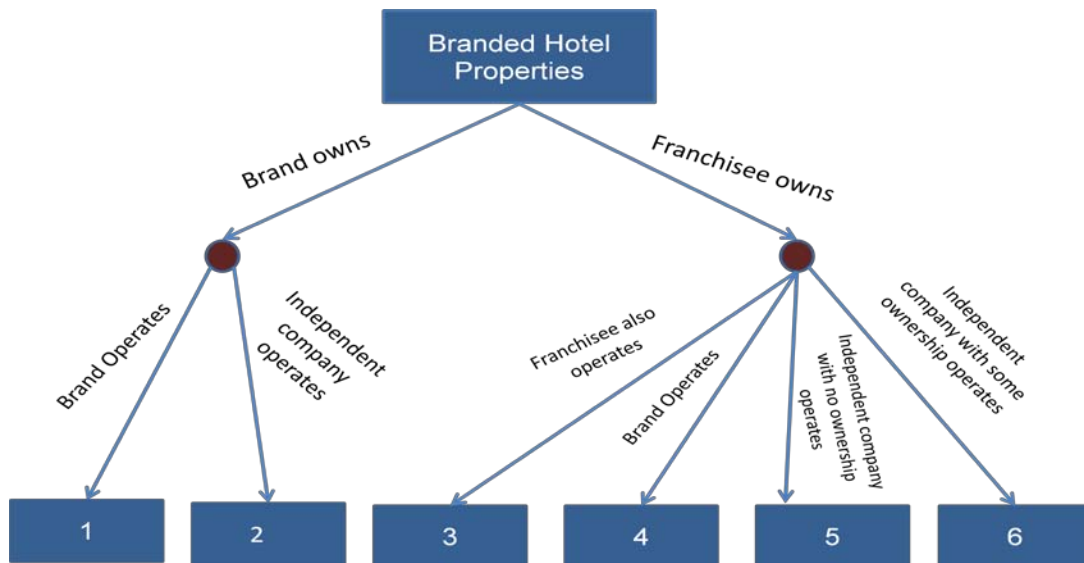 Branded Hotel
Properties
Brand owns
Franchisee owns
Brand Operates
Independent
company
operates
Franchisee also
operates
Brand Operates
Independent company
with no ownership
operates
Independent
company with some
ownership operates
1
2
3
4
5
6